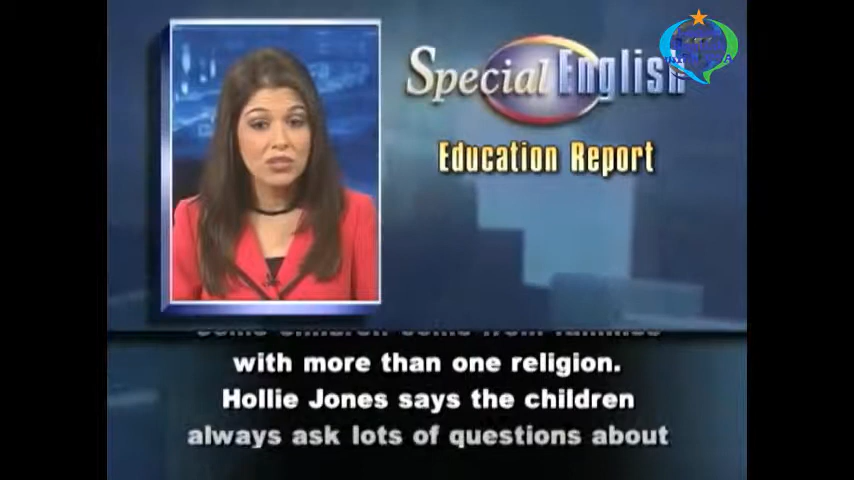 Special English
Education Report
with more than one religion.
Hollie Jones says the children
always ask lots of questions about